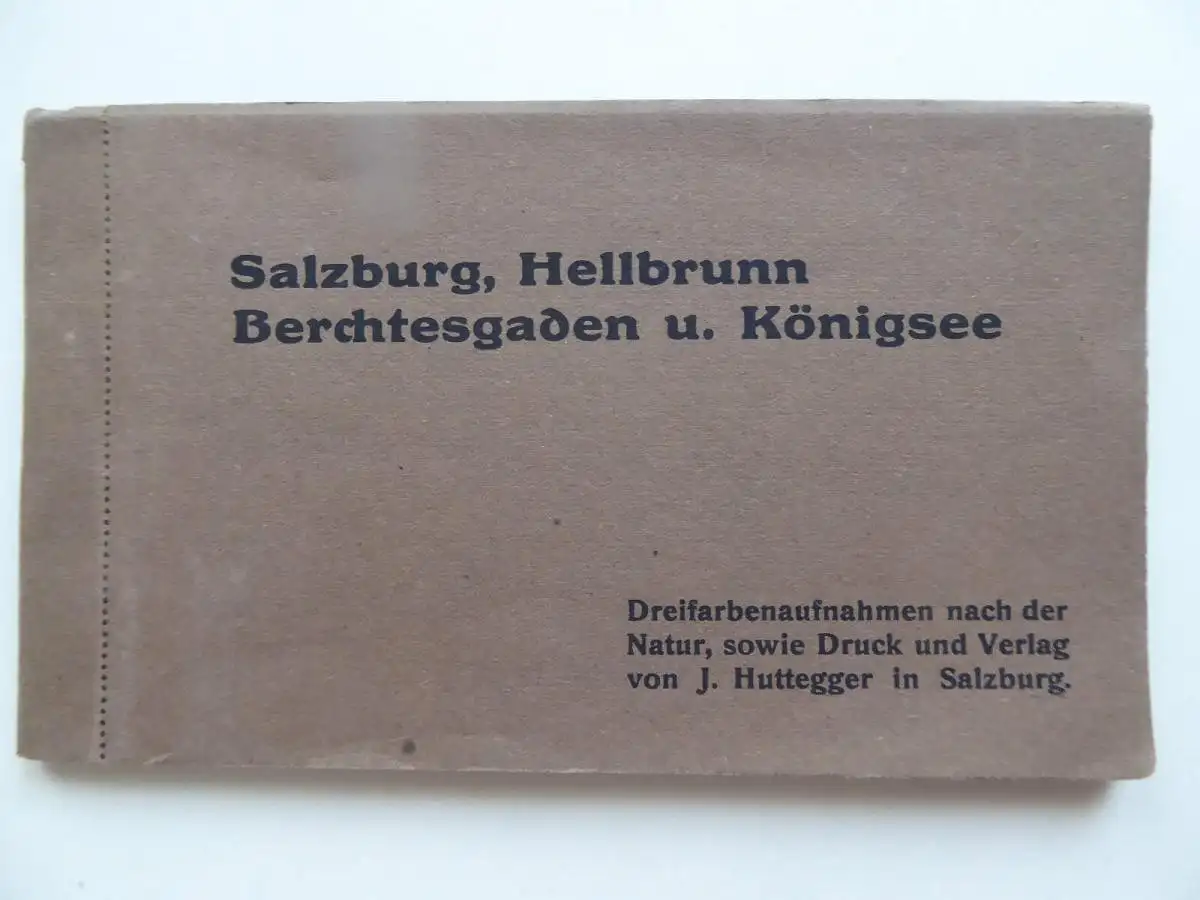 Salzburg, Hellbrunn
Berchtesgaden u. Königsee
Dreifarbenaufnahmen nach der
Natur, sowie Druck und Verlag
von J. Huttegger in Salzburg.